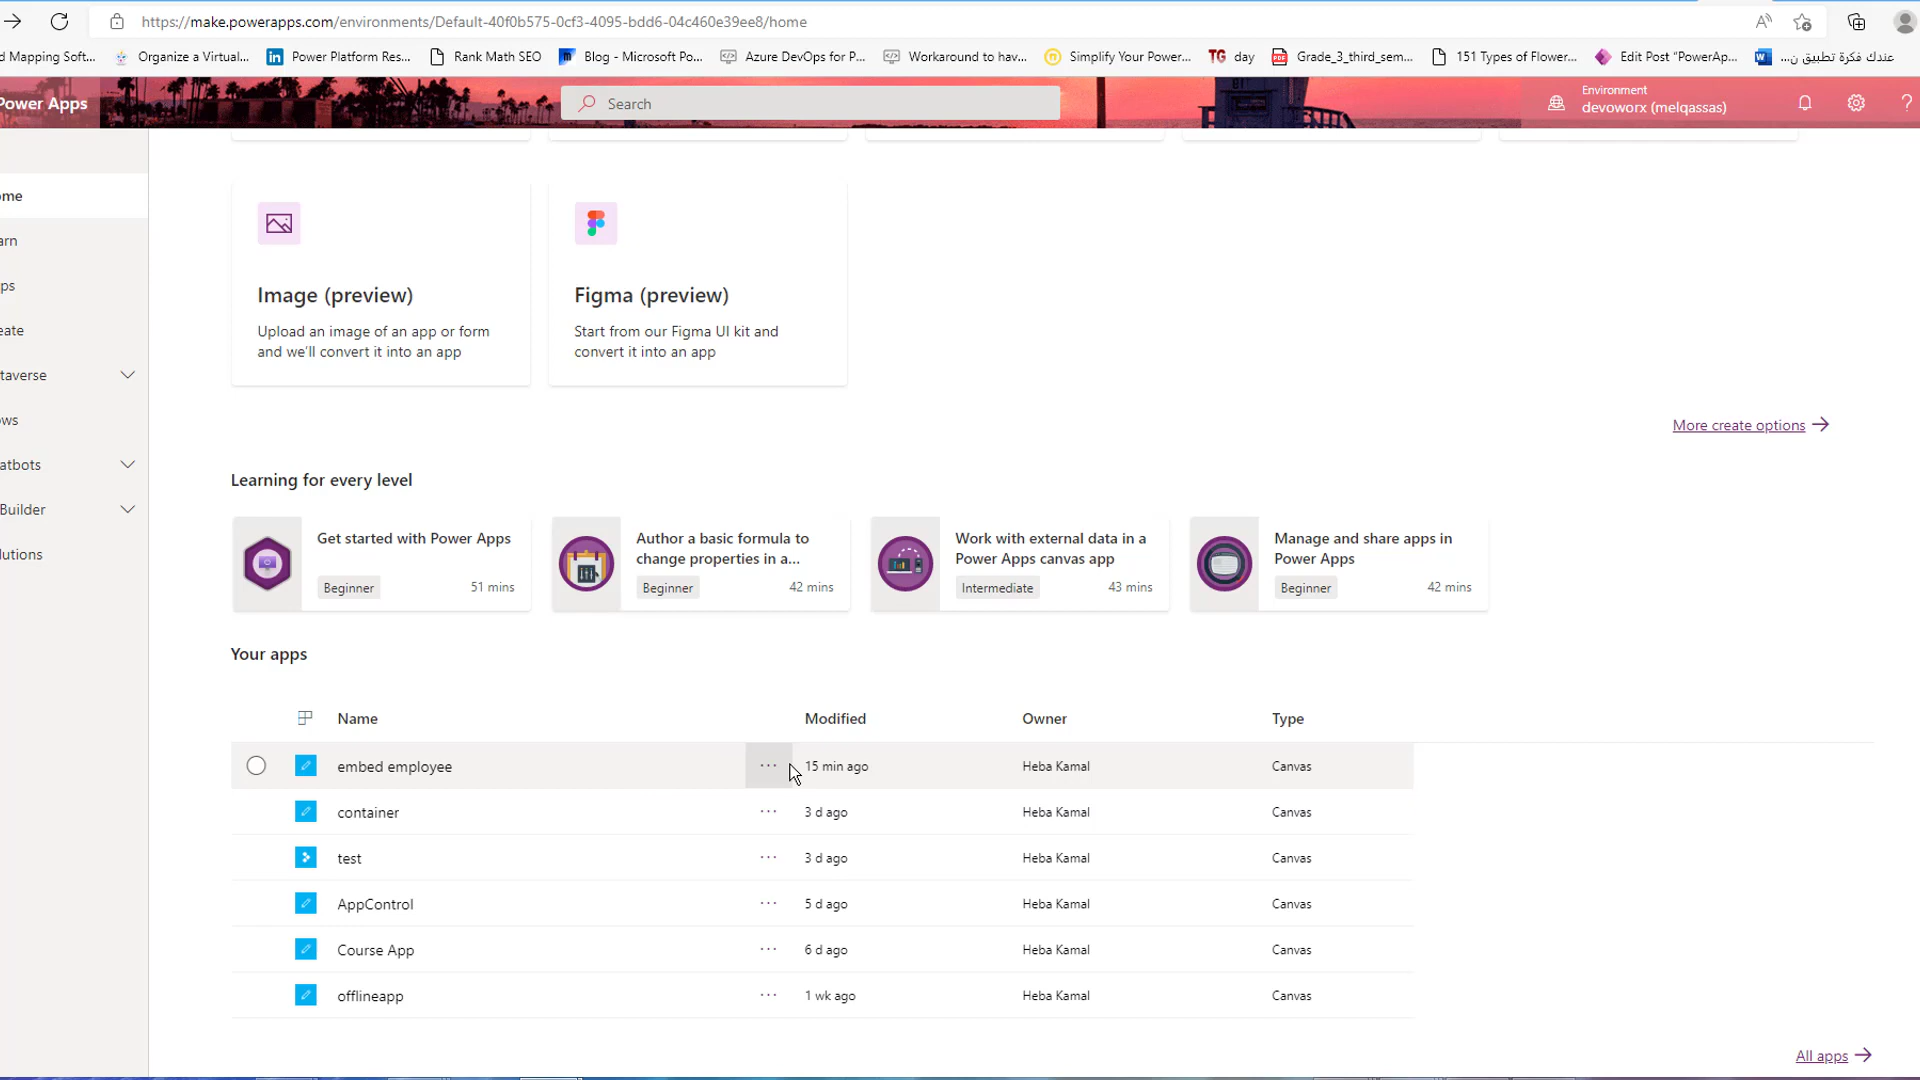 https://make.powerapps.com/environments/Default-40f0b575-0cf3-4095-bdd6-04c460e39ee8/home
d Mapping Soft... Organize a Virtual... Power Platform Res... Rank Math SEO Blog - Microsoft Po... Azure DevOps for P... Workaround to hav... Simplify Your Power... TG day Grade_3_third_sem... 151 Types of Flower... Edit Post "PowerAp... عندك فكرة تطبيق ن...
Power Apps
Search
Environment
devoworx (melqassas)
ome
arn
ps
eate
taverse
ows
atbots
Builder
lutions
Image (preview)
Upload an image of an app or form
and we'll convert it into an app
Figma (preview)
Start from our Figma UI kit and
convert it into an app
More create options
Learning for every level
Get started with Power Apps
Beginner 51 mins
Author a basic formula to
change properties in a...
Beginner 42 mins
Work with external data in a
Power Apps canvas app
Intermediate 43 mins
Manage and share apps in
Power Apps
Beginner 42 mins
Your apps
Name Modified Owner Type
embed employee ... 15 min ago Heba Kamal Canvas
container ... 3 d ago Heba Kamal Canvas
test ... 3 d ago Heba Kamal Canvas
AppControl ... 5 d ago Heba Kamal Canvas
Course App ... 6 d ago Heba Kamal Canvas
offlineapp ... 1 wk ago Heba Kamal Canvas
All apps